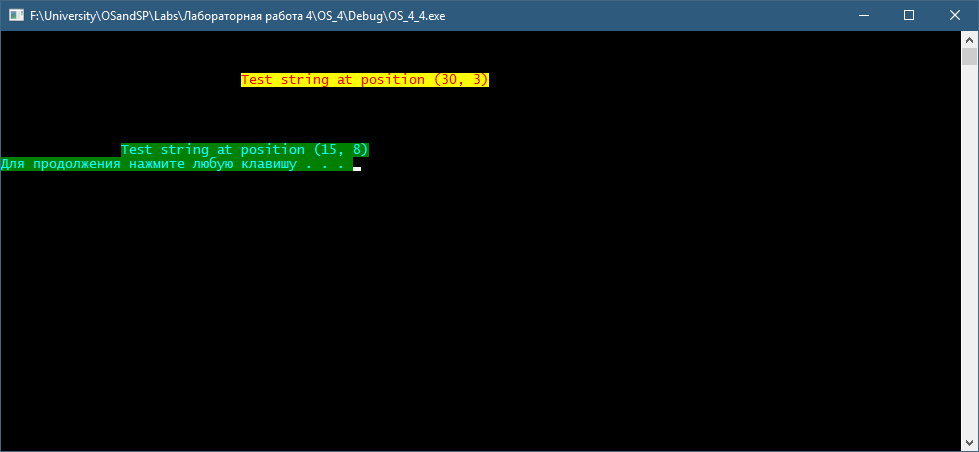 F:\University\OSandSP\Labs\Лабораторная работа 4\OS_4\Debug\OS_4_4.exe
Test string at position (30, 3)
Test string at position (15, 8)
Для продолжения нажмите любую клавишу . . .